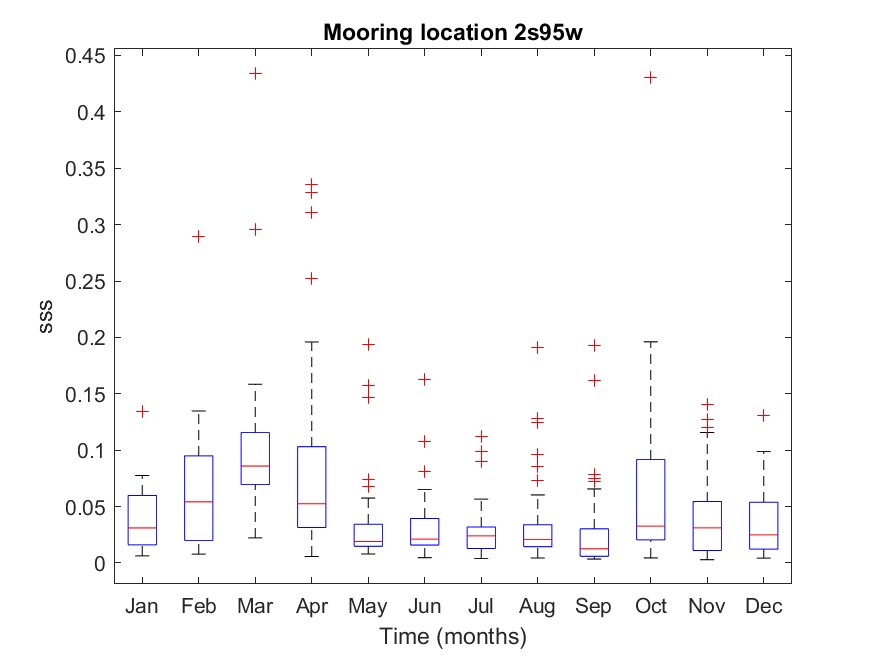 Mooring location 2s95w
0.45
0.4
0.35
0.3
0.25
0.2
0.15
0.1
0.05
0
sss
Jan Feb Mar Apr May Jun Jul Aug Sep Oct Nov Dec
Time (months)